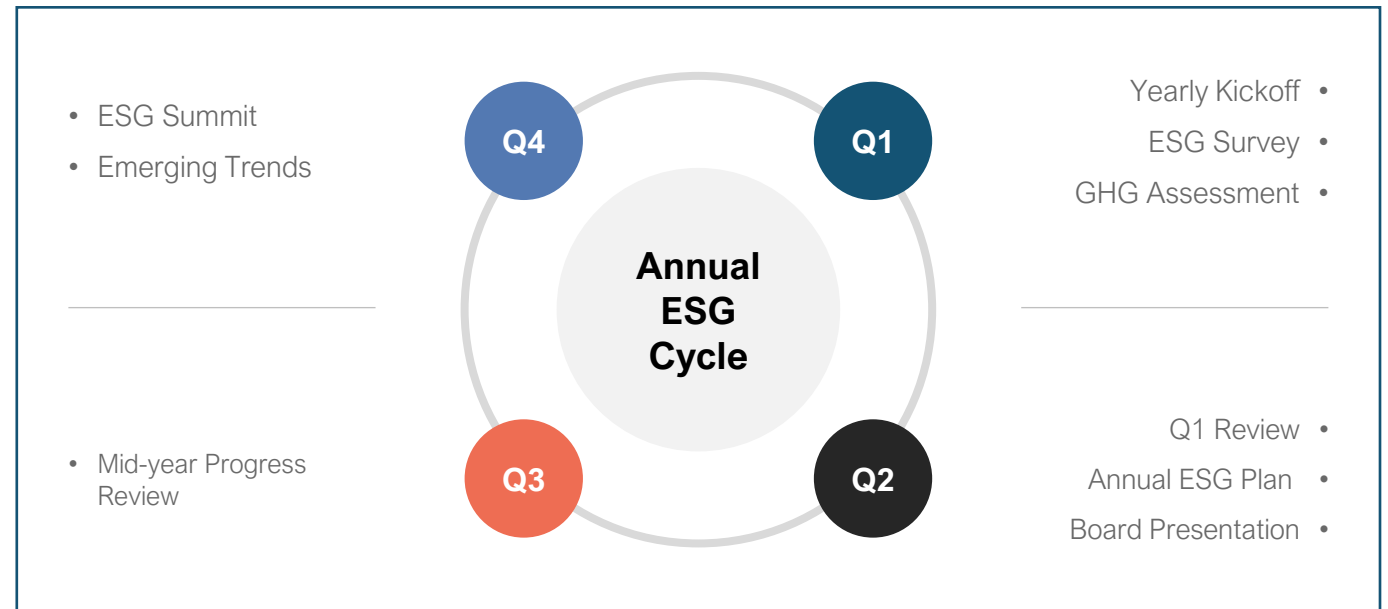 • ESG Summit
• Emerging Trends
Q4
Q1
Yearly Kickoff •
ESG Survey •
GHG Assessment •
Annual
ESG
Cycle
• Mid-year Progress
Review
Q3
Q2
Q1 Review •
Annual ESG Plan •
Board Presentation •